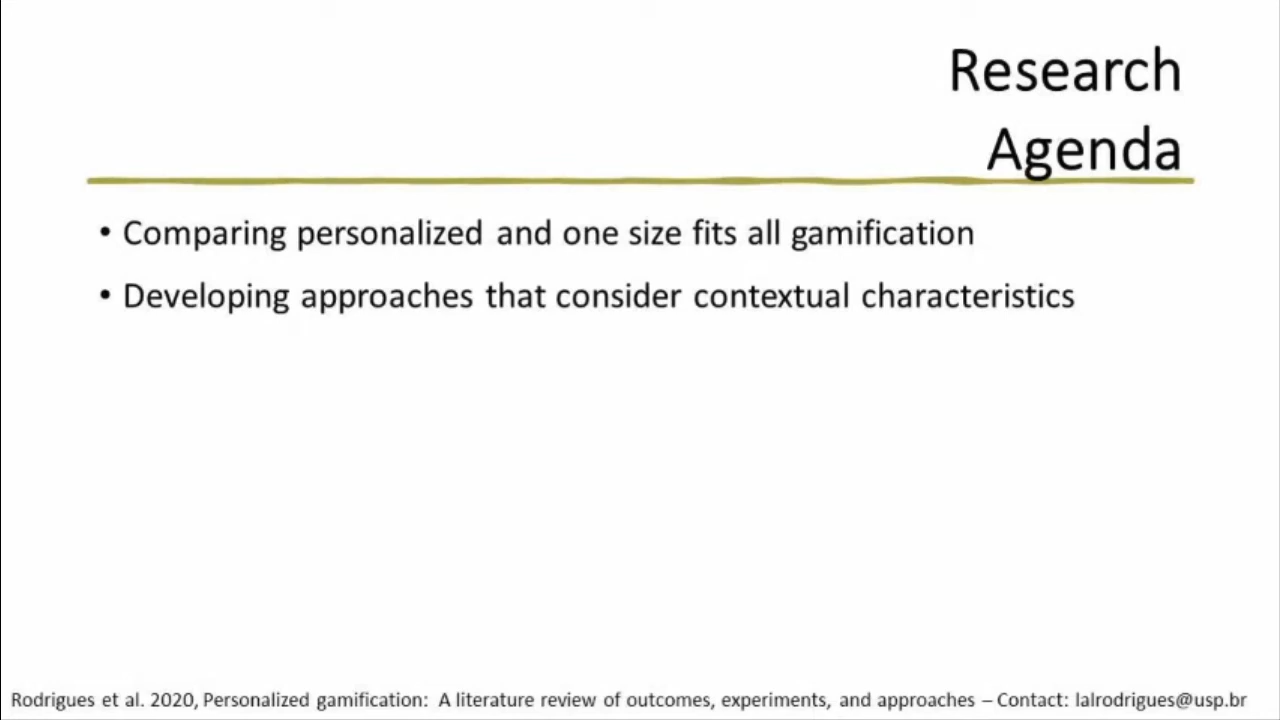 Research
Agenda
• Comparing personalized and one size fits all gamification
• Developing approaches that consider contextual characteristics
Rodrigues et al. 2020, Personalized gamification: A literature review of outcomes, experiments, and approaches – Contact: lalrodrigues@usp.br